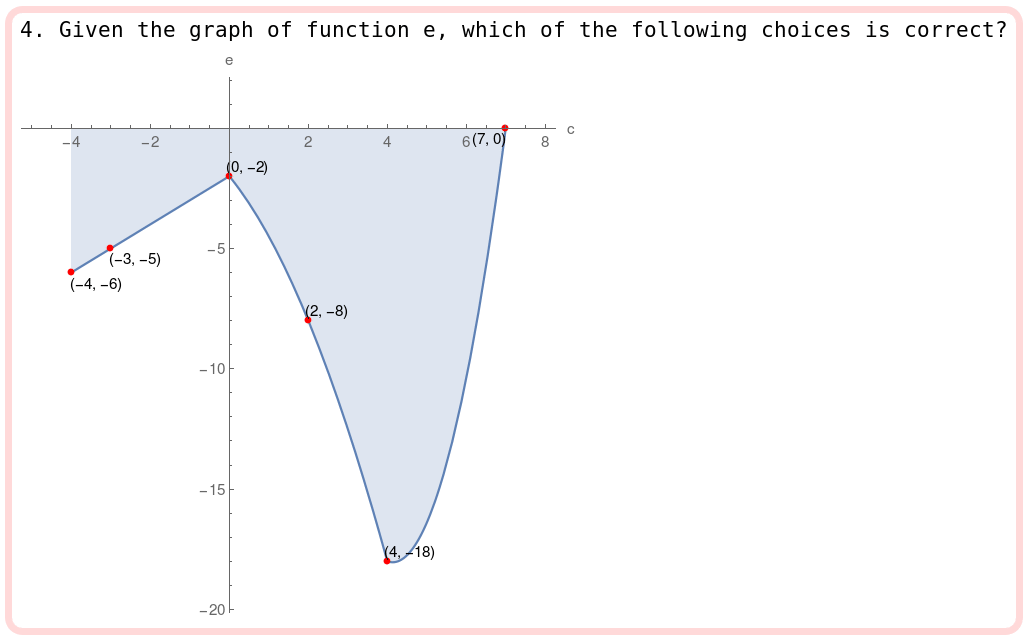 4. Given the graph of function e, which of the following choices is correct?
e
c
−4 −2 2 4 6 8
(7, 0)
(0, −2)
−5
(−3, −5)
(−4, −6)
(2, −8)
−10
−15
(4, −18)
−20